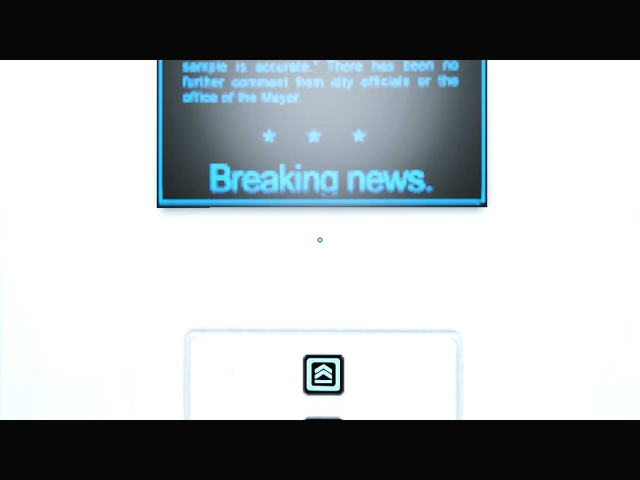 sample is accurate." There has been no
further comment from city officials or the
office of the Mayor.
* * *
Breaking news.